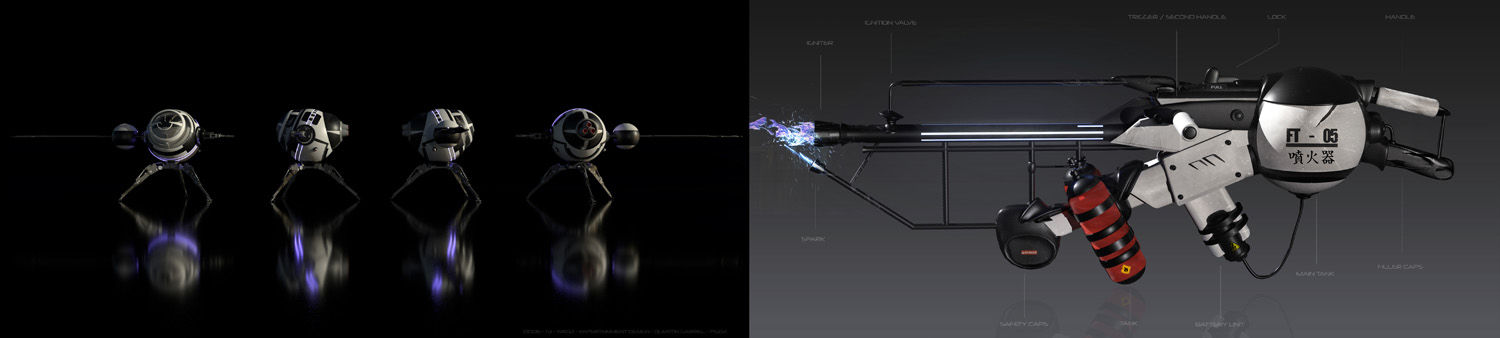 IGNITION VALVE
TRIGGER / SECOND HANDLE
LOCK
HANDLE
IGNITER
FULL
FT - 05
噴火器
SPARK
MAIN TANK
FILLER CAPS
SAFETY CAPS
TANK
BATTERY UNIT